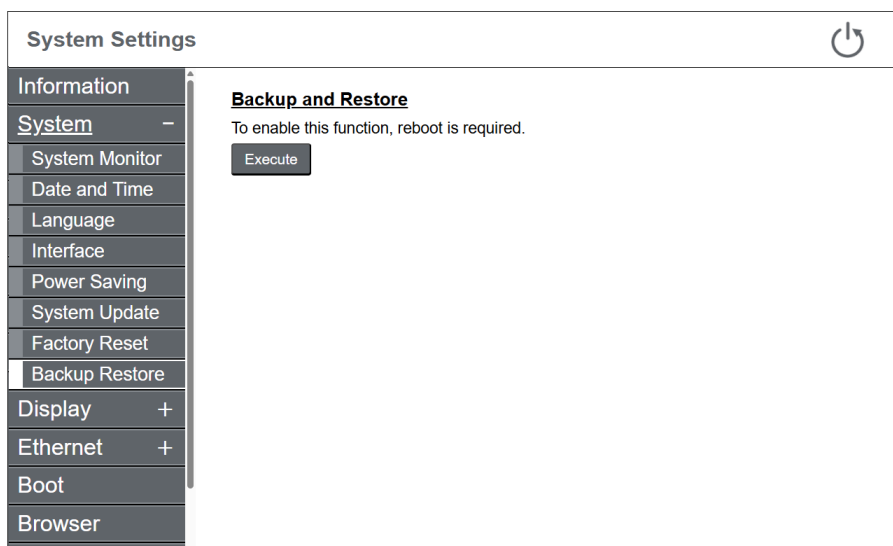 System Settings
Information
System −
System Monitor
Date and Time
Language
Interface
Power Saving
System Update
Factory Reset
Backup Restore
Display +
Ethernet +
Boot
Browser
Backup and Restore
To enable this function, reboot is required.
Execute